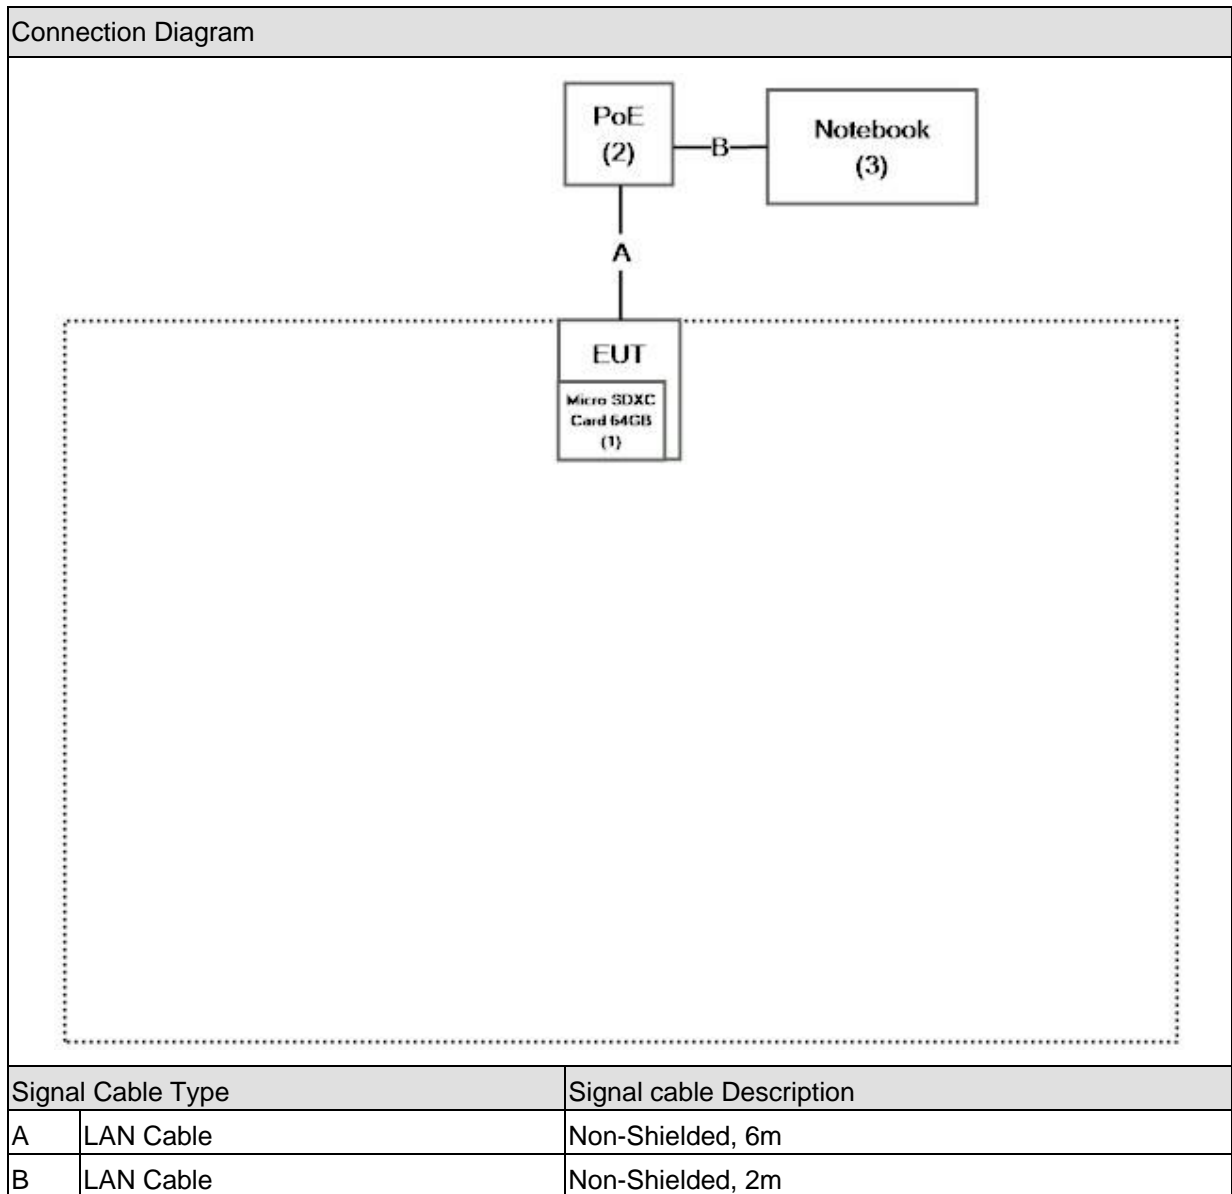 Connection Diagram
PoE
(2)
B
Notebook
(3)
A
EUT
Micro SDXC
Card 64GB
(1)
Signal Cable Type Signal cable Description
A LAN Cable Non-Shielded, 6m
B LAN Cable Non-Shielded, 2m